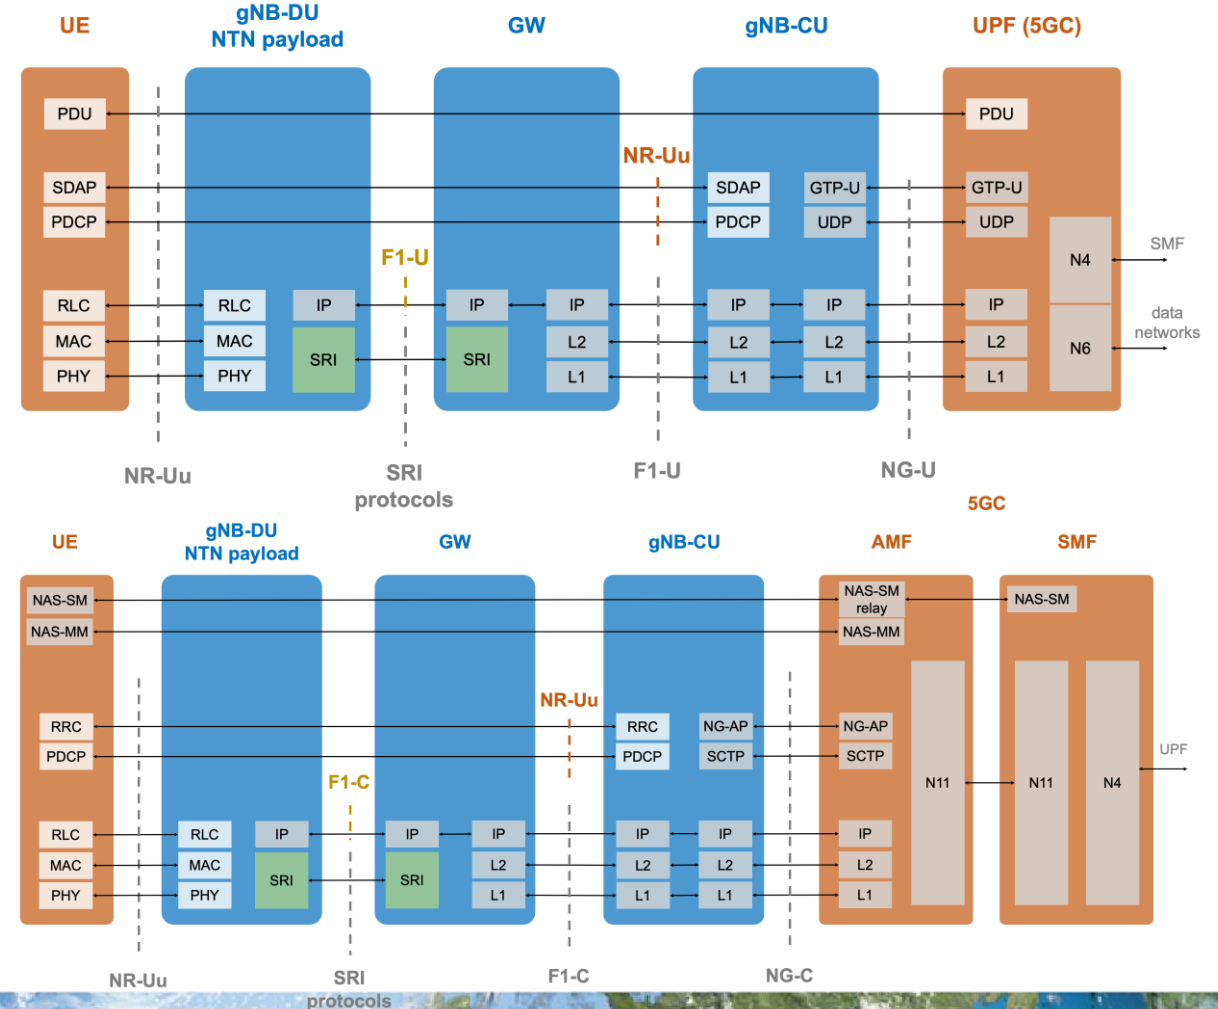 UE
gNB-DU
NTN payload
GW
gNB-CU
UPF (5GC)
PDU
PDU
NR-Uu
SDAP
SDAP
GTP-U
GTP-U
PDCP
PDCP
UDP
UDP
N4
SMF
F1-U
RLC
RLC
IP
IP
IP
IP
IP
IP
data
networks
MAC
MAC
SRI
SRI
L2
L2
L2
L2
N6
PHY
PHY
L1
L1
L1
L1
NR-Uu
SRI
protocols
F1-U
NG-U
5GC
UE
gNB-DU
NTN payload
GW
gNB-CU
AMF
SMF
NAS-SM
NAS-SM
relay
NAS-SM
NAS-MM
NAS-MM
NR-Uu
RRC
RRC
NG-AP
NG-AP
PDCP
PDCP
SCTP
SCTP
UPF
F1-C
N11
N11
N4
RLC
RLC
IP
IP
IP
IP
IP
IP
MAC
MAC
SRI
SRI
L2
L2
L2
L2
PHY
PHY
L1
L1
L1
L1
NR-Uu
SRI
protocols
F1-C
NG-C